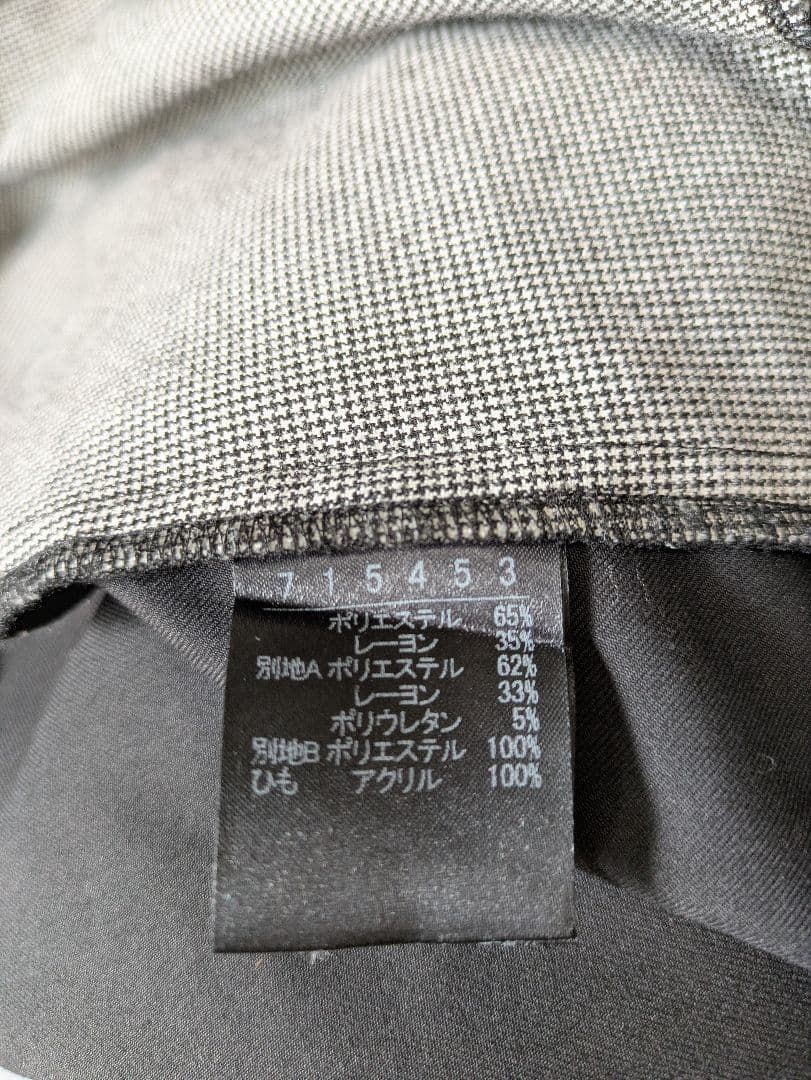 715453
ポリエステル 65%
レーヨン 35%
別地A ポリエステル 62%
レーヨン 33%
ポリウレタン 5%
別地B ポリエステル 100%
ひも アクリル 100%